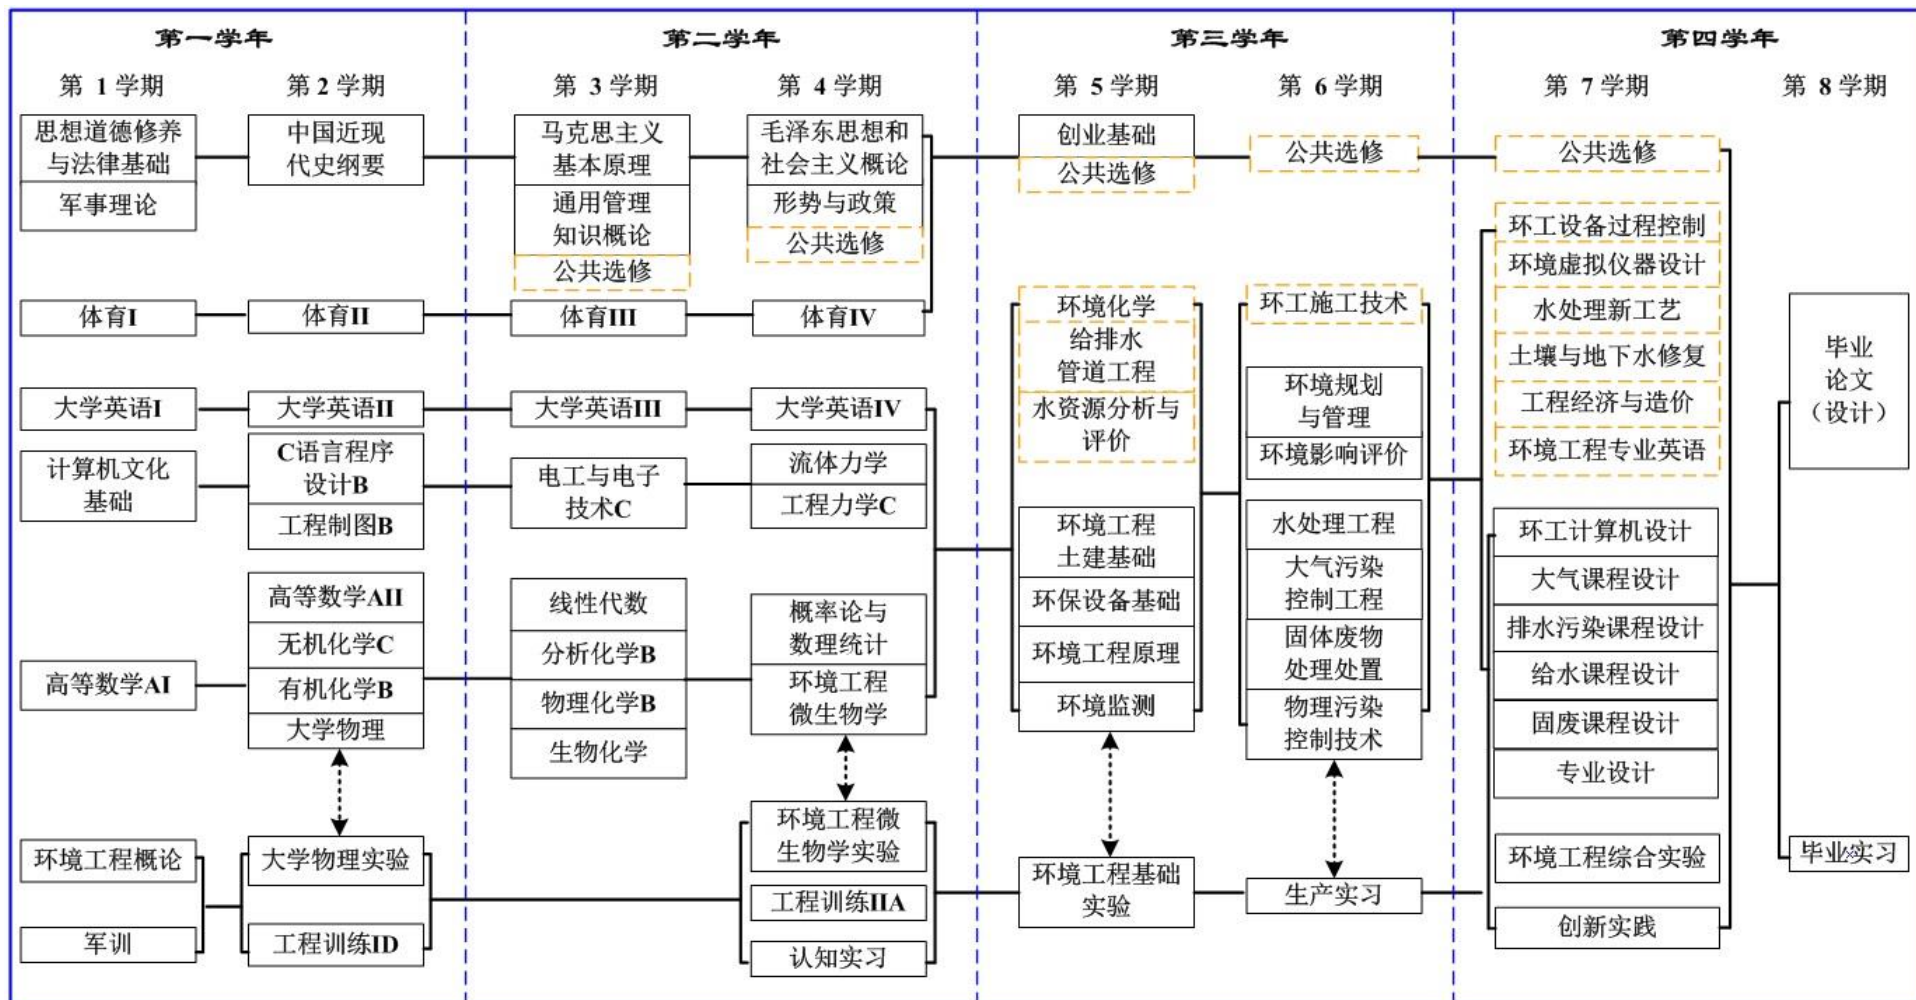 第一学年
第二学年
第三学年
第四学年
第 1 学期
第 2 学期
第 3 学期
第 4 学期
第 5 学期
第 6 学期
第 7 学期
第 8 学期
思想道德修养
与法律基础
军事理论
体育I
大学英语I
计算机文化
基础
高等数学AI
环境工程概论
军训
中国近现
代史纲要
体育II
大学英语II
C语言程序
设计B
工程制图B
高等数学AII
无机化学C
有机化学B
大学物理
大学物理实验
工程训练ID
马克思主义
基本原理
通用管理
知识概论
公共选修
体育III
大学英语III
电工与电子
技术C
线性代数
分析化学B
物理化学B
生物化学
毛泽东思想和
社会主义概论
形势与政策
公共选修
体育IV
大学英语IV
流体力学
工程力学C
概率论与
数理统计
环境工程
微生物学
环境工程微
生物学实验
工程训练IIA
认知实习
创业基础
公共选修
环境化学
给排水
管道工程
水资源分析与
评价
环境工程
土建基础
环保设备基础
环境工程原理
环境监测
环境工程基础
实验
公共选修
环工施工技术
环境规划
与管理
环境影响评价
水处理工程
大气污染
控制工程
固体废物
处理处置
物理污染
控制技术
生产实习
公共选修
环工设备过程控制
环境虚拟仪器设计
水处理新工艺
土壤与地下水修复
工程经济与造价
环境工程专业英语
环工计算机设计
大气课程设计
排水污染课程设计
给水课程设计
固废课程设计
专业设计
环境工程综合实验
创新实践
毕业
论文
（设计）
毕业实习